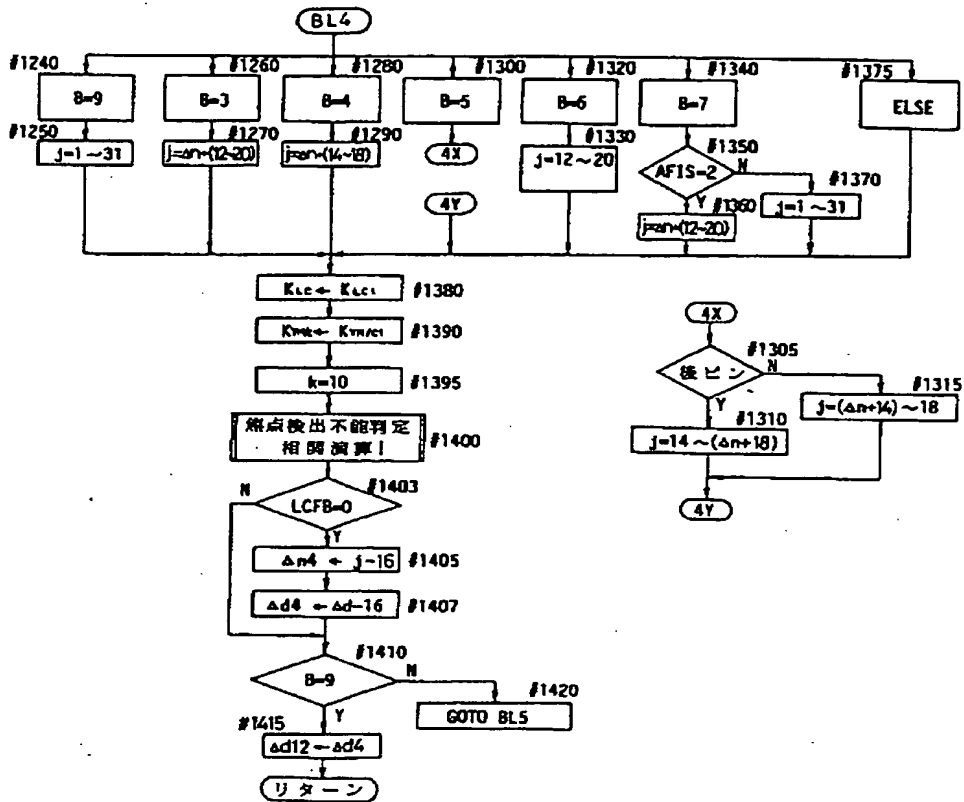 BL4
#1240
#1260
#1280
#1300
#1320
#1340
#1375
B=9
B=3
B=4
B=5
B=6
B=7
ELSE
#1250
#1270
#1290
#1330
#1350
j=1~31
j=Δn+(12~20)
j=Δn+(14~18)
4X
j=12~20
AFIS=2
N
#1370
4Y
Y
#1360
j=1~31
j=Δn+(12~20)
KLC← KLC1
#1380
#1390
k=10
#1395
焦点検出不能判定
相関演算1
#1400
#1403
N
LCFB=0
Y
Δn4 ← j-16
#1405
Δd4 ← Δd-16
#1407
#1410
B=9
N
#1420
Y
GOTO BL5
#1415
Δd12←Δd4
リターン
4X
#1305
後ピン
N
#1315
Y
#1310
j=(Δn+14)~18
j=14~(Δn+18)
4Y